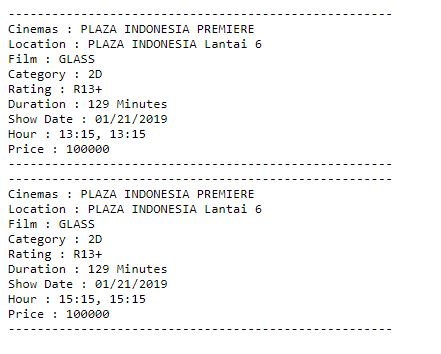 -----------------------------------------------------
Cinemas : PLAZA INDONESIA PREMIERE
Location : PLAZA INDONESIA Lantai 6
Film : GLASS
Category : 2D
Rating : R13+
Duration : 129 Minutes
Show Date : 01/21/2019
Hour : 13:15, 13:15
Price : 100000
-----------------------------------------------------
-----------------------------------------------------
Cinemas : PLAZA INDONESIA PREMIERE
Location : PLAZA INDONESIA Lantai 6
Film : GLASS
Category : 2D
Rating : R13+
Duration : 129 Minutes
Show Date : 01/21/2019
Hour : 15:15, 15:15
Price : 100000
-----------------------------------------------------